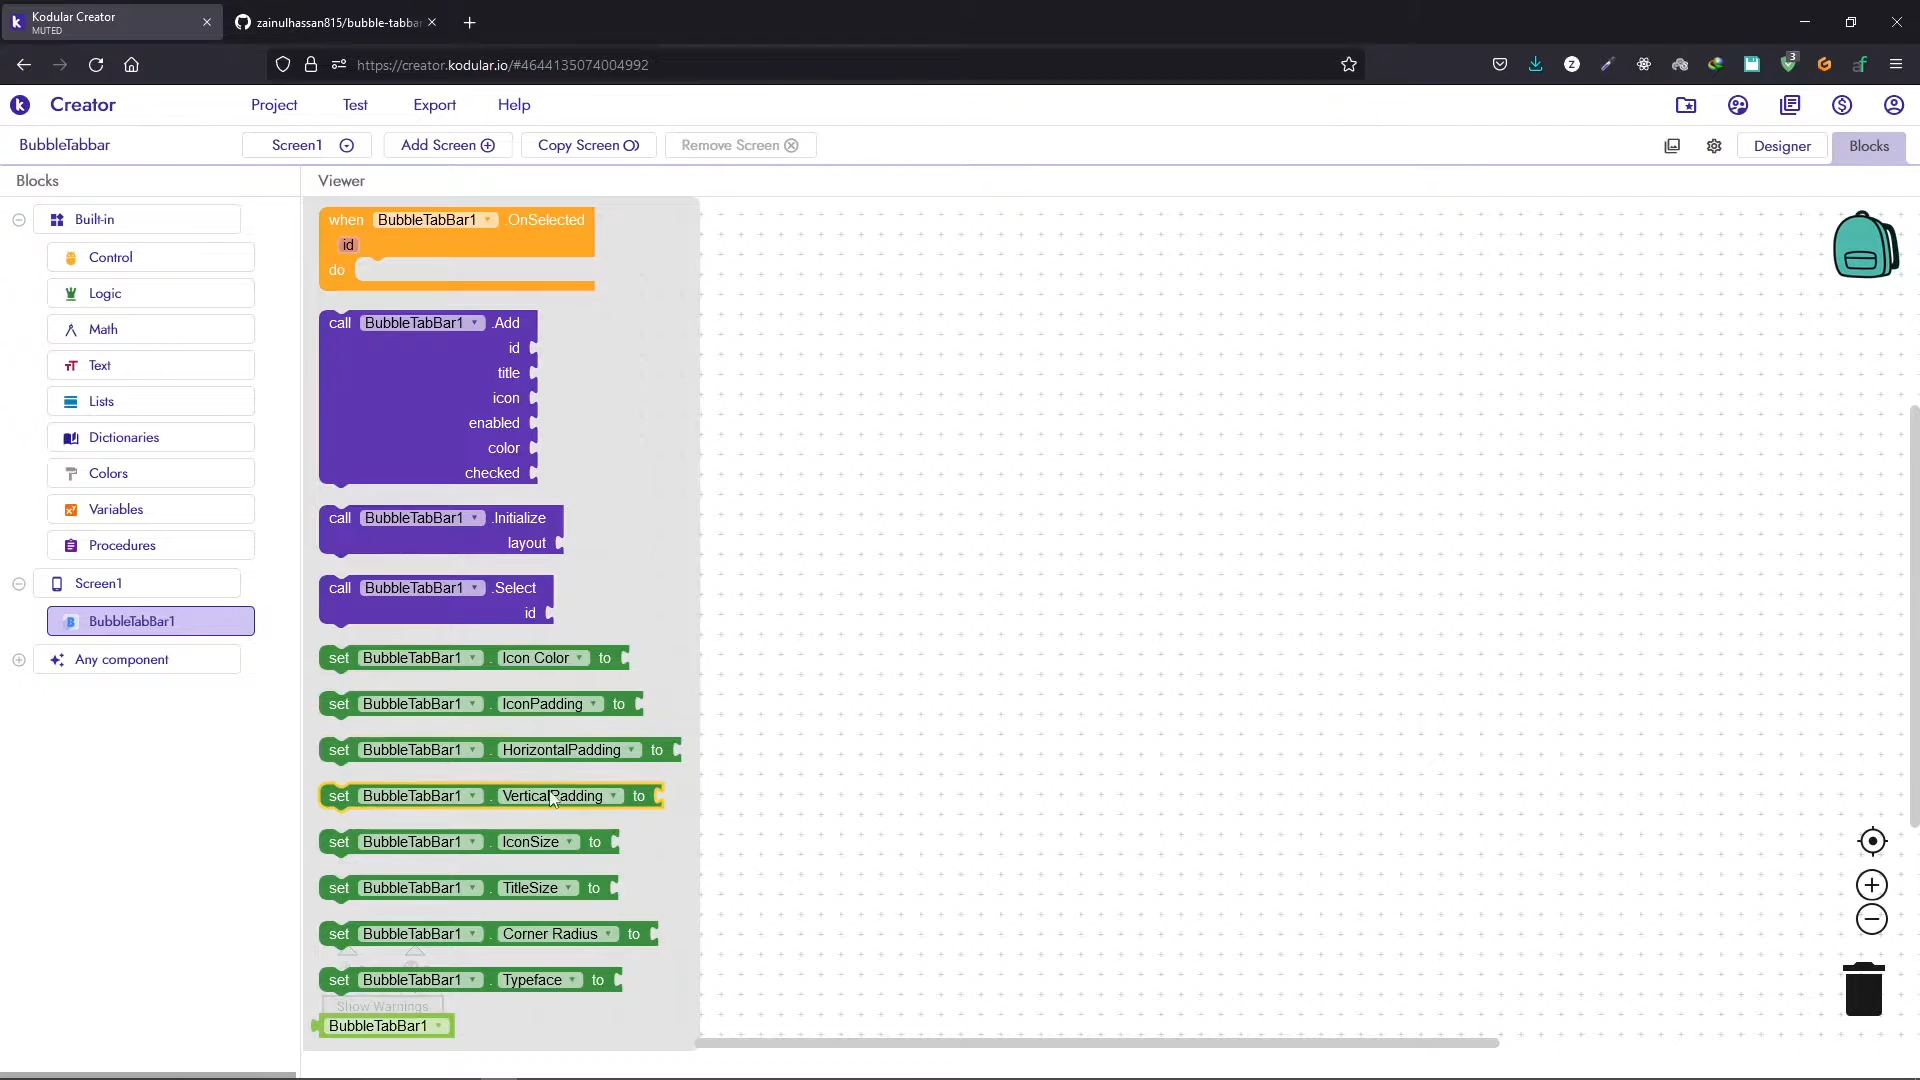 Kodular Creator
MUTED
zainulhassan815/bubble-tabbar
https://creator.kodular.io/#4644135074004992
3
Creator
Project
Test
Export
Help
BubbleTabbar
Screen1
Add Screen
Copy Screen
Remove Screen
Designer
Blocks
Blocks
Viewer
Built-in
Control
Logic
Math
Text
Lists
Dictionaries
Colors
Variables
Procedures
Screen1
BubbleTabBar1
Any component
when BubbleTabBar1 .OnSelected
id
do
call BubbleTabBar1 .Add
id
title
icon
enabled
color
checked
call BubbleTabBar1 .Initialize
layout
call BubbleTabBar1 .Select
id
set BubbleTabBar1 . Icon Color to
set BubbleTabBar1 . IconPadding to
set BubbleTabBar1 . HorizontalPadding to
set BubbleTabBar1 . VerticalPadding to
set BubbleTabBar1 . IconSize to
set BubbleTabBar1 . TitleSize to
set BubbleTabBar1 . Corner Radius to
set BubbleTabBar1 . Typeface to
Show Warnings
BubbleTabBar1